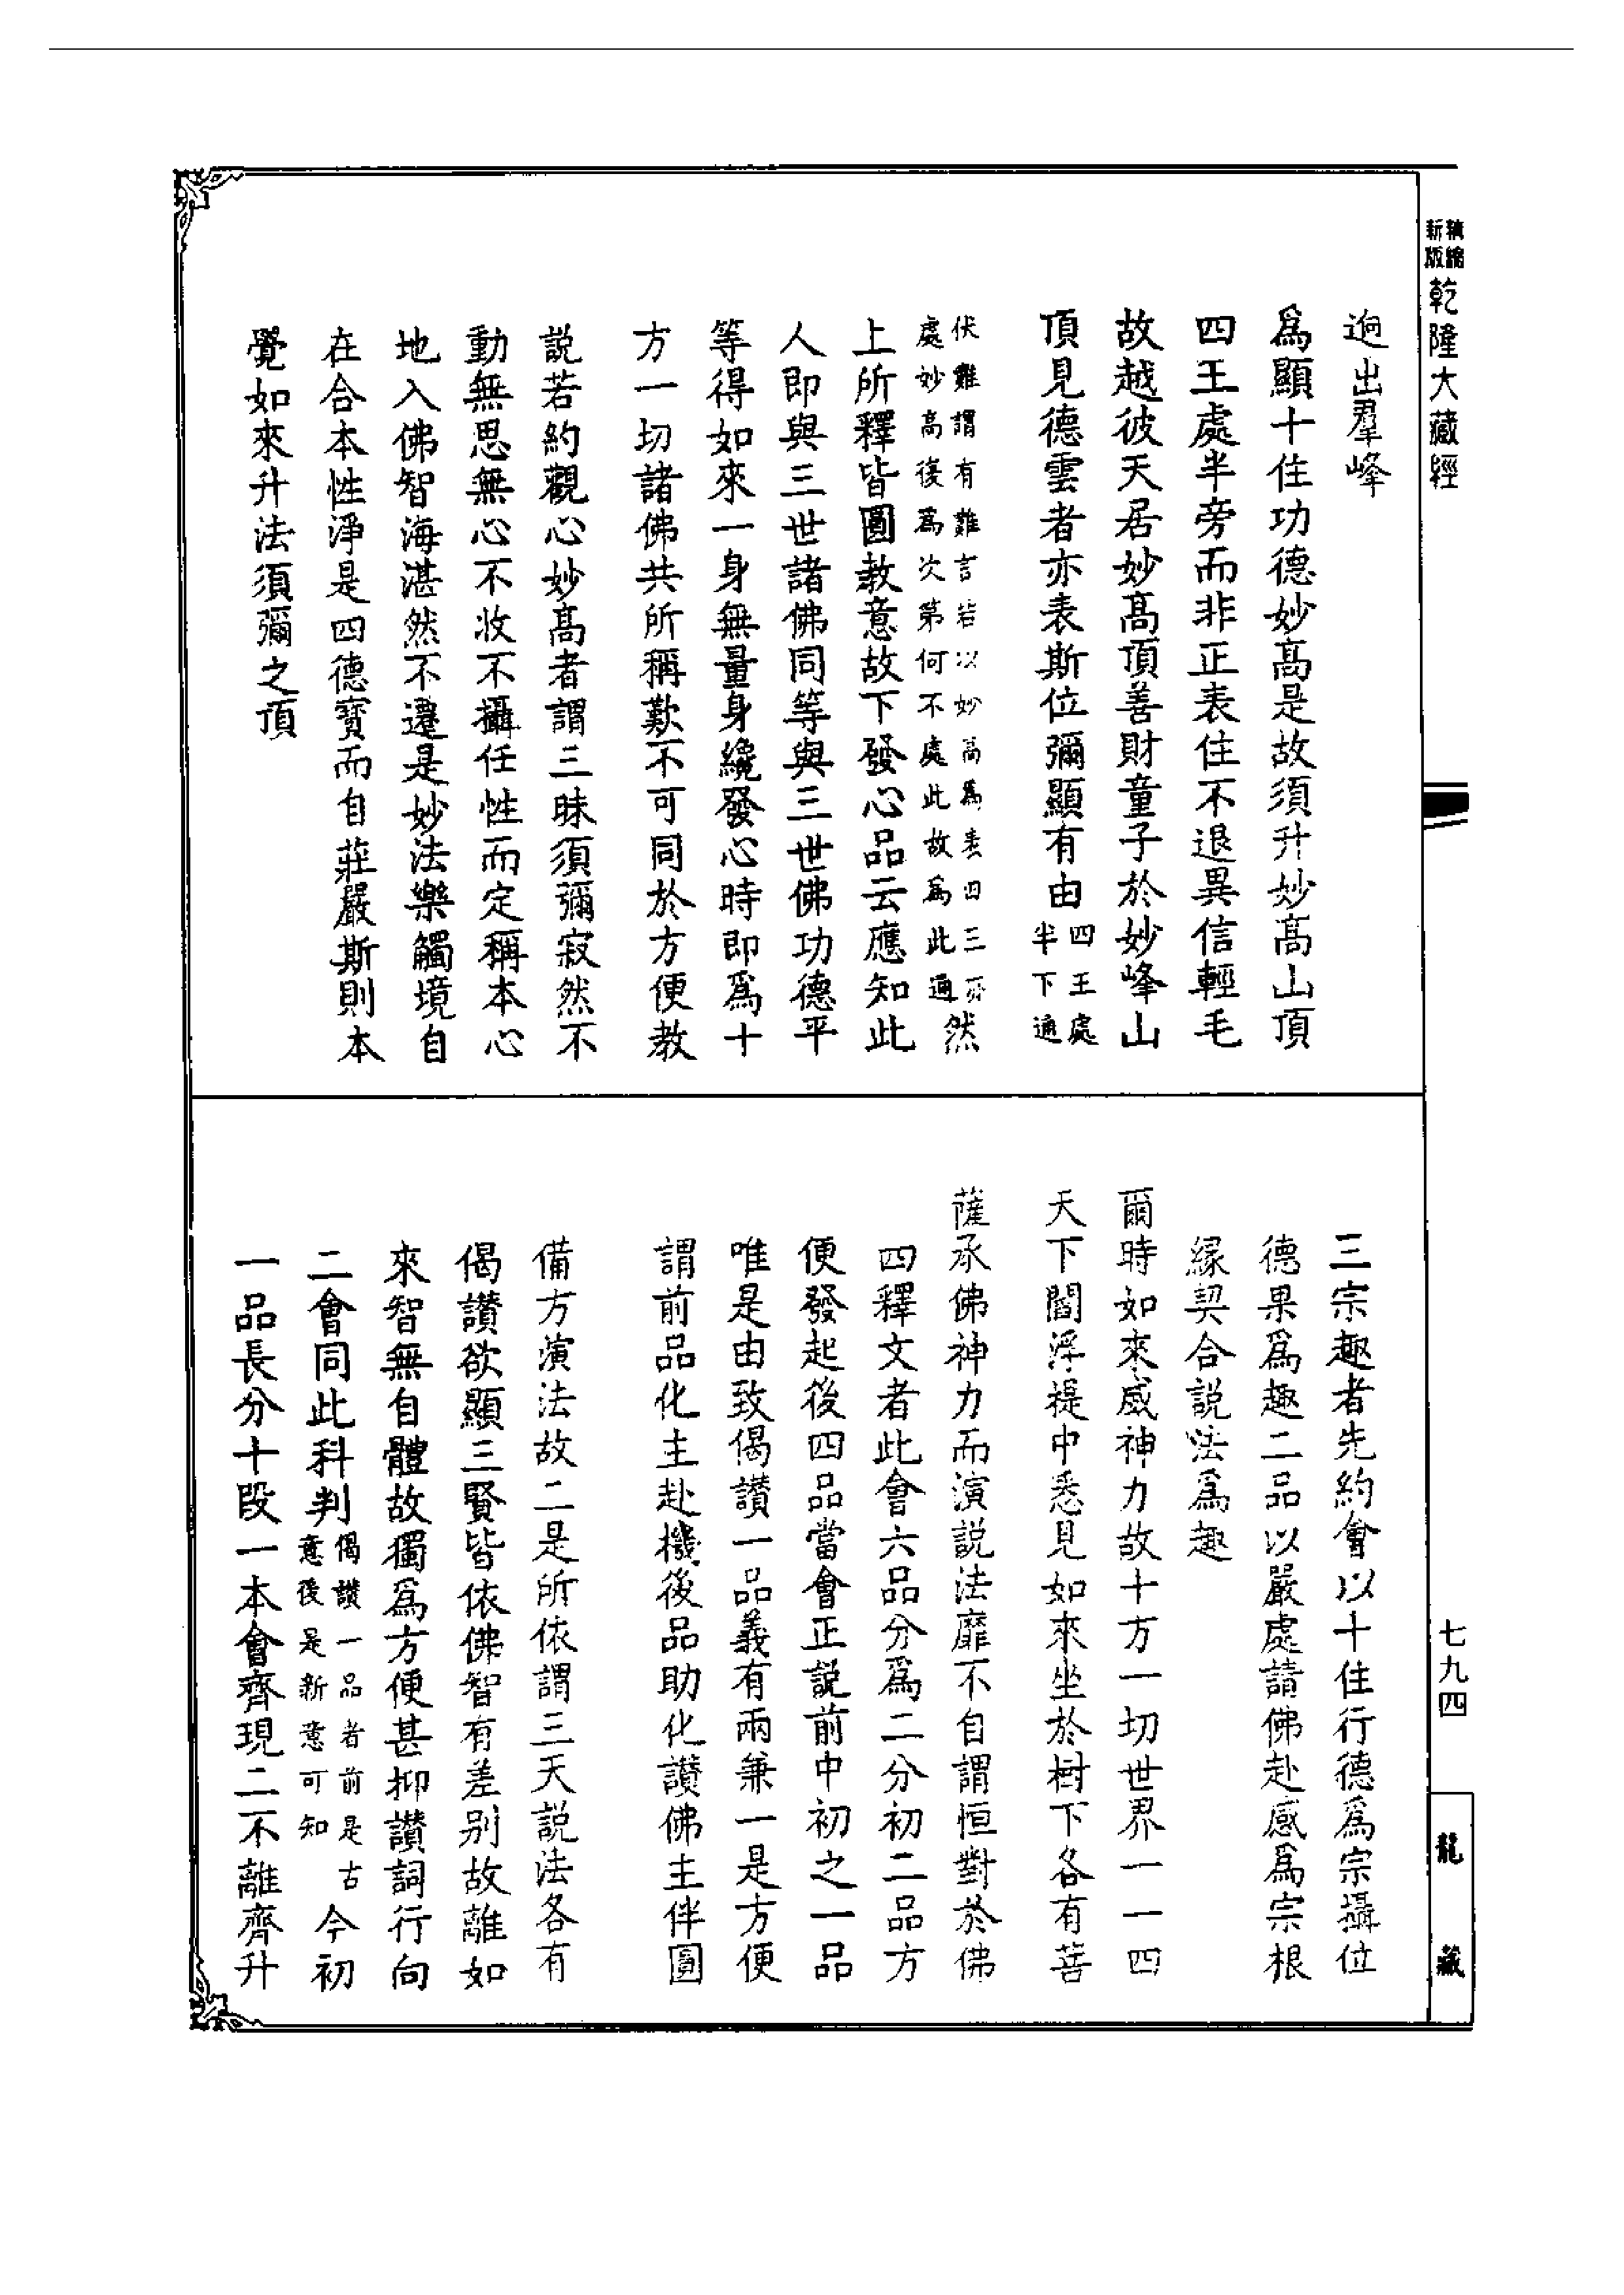 精縮
新版
乾隆大藏經
七九四
龍藏
迥出羣峰
爲顯十住功德妙高是故須升妙高山頂
四王處半旁而非正表住不退異信輕毛
故越彼天居妙高頂善財童子於妙峰山
頂見德雲者亦表斯位彌顯有由四王處
半下通
伏難謂有難言若以妙高爲表四三
處妙高復爲次第何不處此故爲此通然
上所釋皆圓教意故下發心品云應知此
人即與三世諸佛同等與三世佛功德平
等得如來一身無量身纔發心時即爲十
方一切諸佛共所稱歎不可同於方便教
說若約觀心妙高者謂三昧須彌寂然不
動無思無心不收不攝任性而定稱本心
地入佛智海湛然不遷是妙法樂觸境自
在合本性淨是四德寶而自莊嚴斯則本
覺如來升法須彌之頂
三宗趣者先約會以十住行德爲宗攝位
德果爲趣二品以嚴處請佛赴感爲宗根
緣契合說法爲趣
爾時如來威神力故十方一切世界一一四
天下閻浮提中悉見如來坐於樹下各有菩
薩承佛神力而演說法靡不自謂恒對於佛
四釋文者此會六品分爲二分初二品方
便發起後四品當會正說前中初之一品
唯是由致偈讚一品義有兩兼一是方便
謂前品化主赴機後品助化讚佛主伴圓
備方演法故二是所依謂三天說法各有
偈讚欲顯三賢皆依佛智有差別故離如
來智無自體故獨爲方便甚抑讚詞行向
二會同此科判偈讚一品者前是古
意後是新意可知今初
一品長分十段一本會齊現二不離齊升